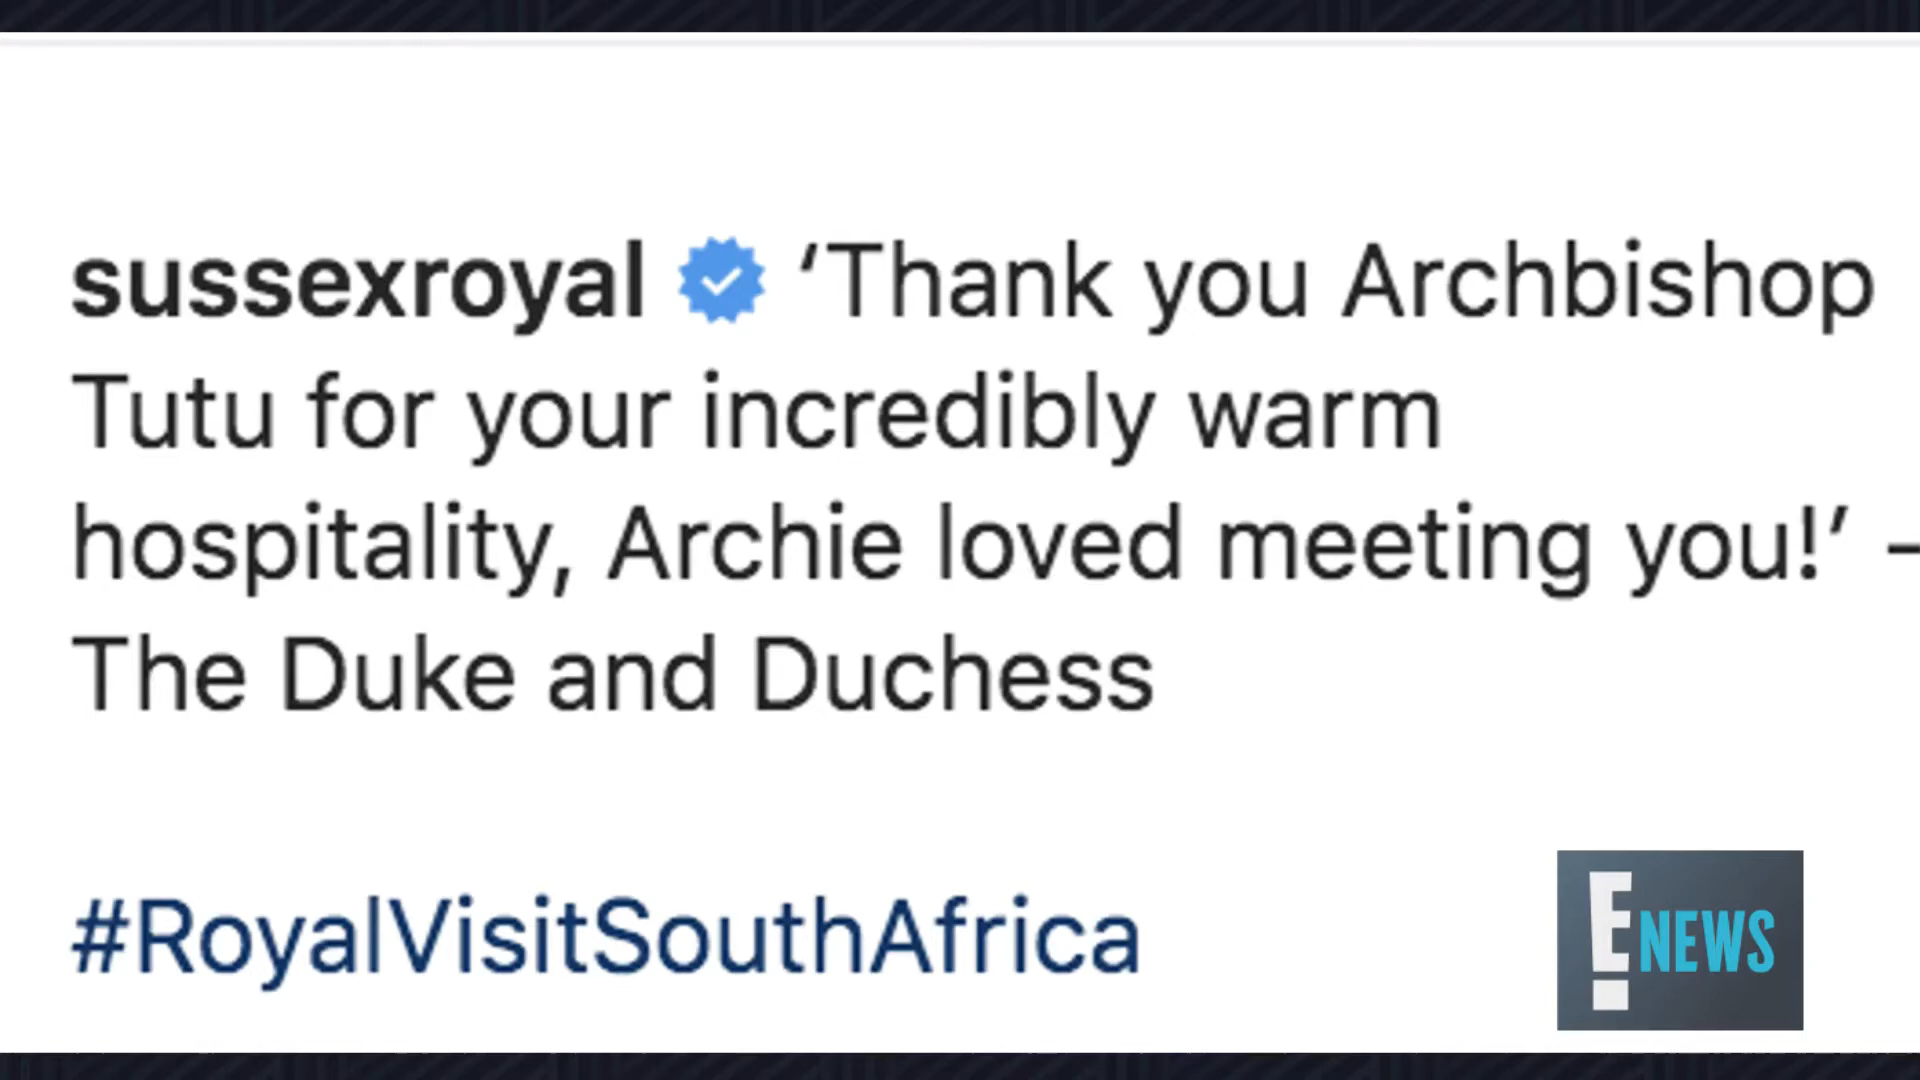 sussexroyal ‘Thank you Archbishop
Tutu for your incredibly warm
hospitality, Archie loved meeting you!’ –
The Duke and Duchess
#RoyalVisitSouthAfrica
E! NEWS